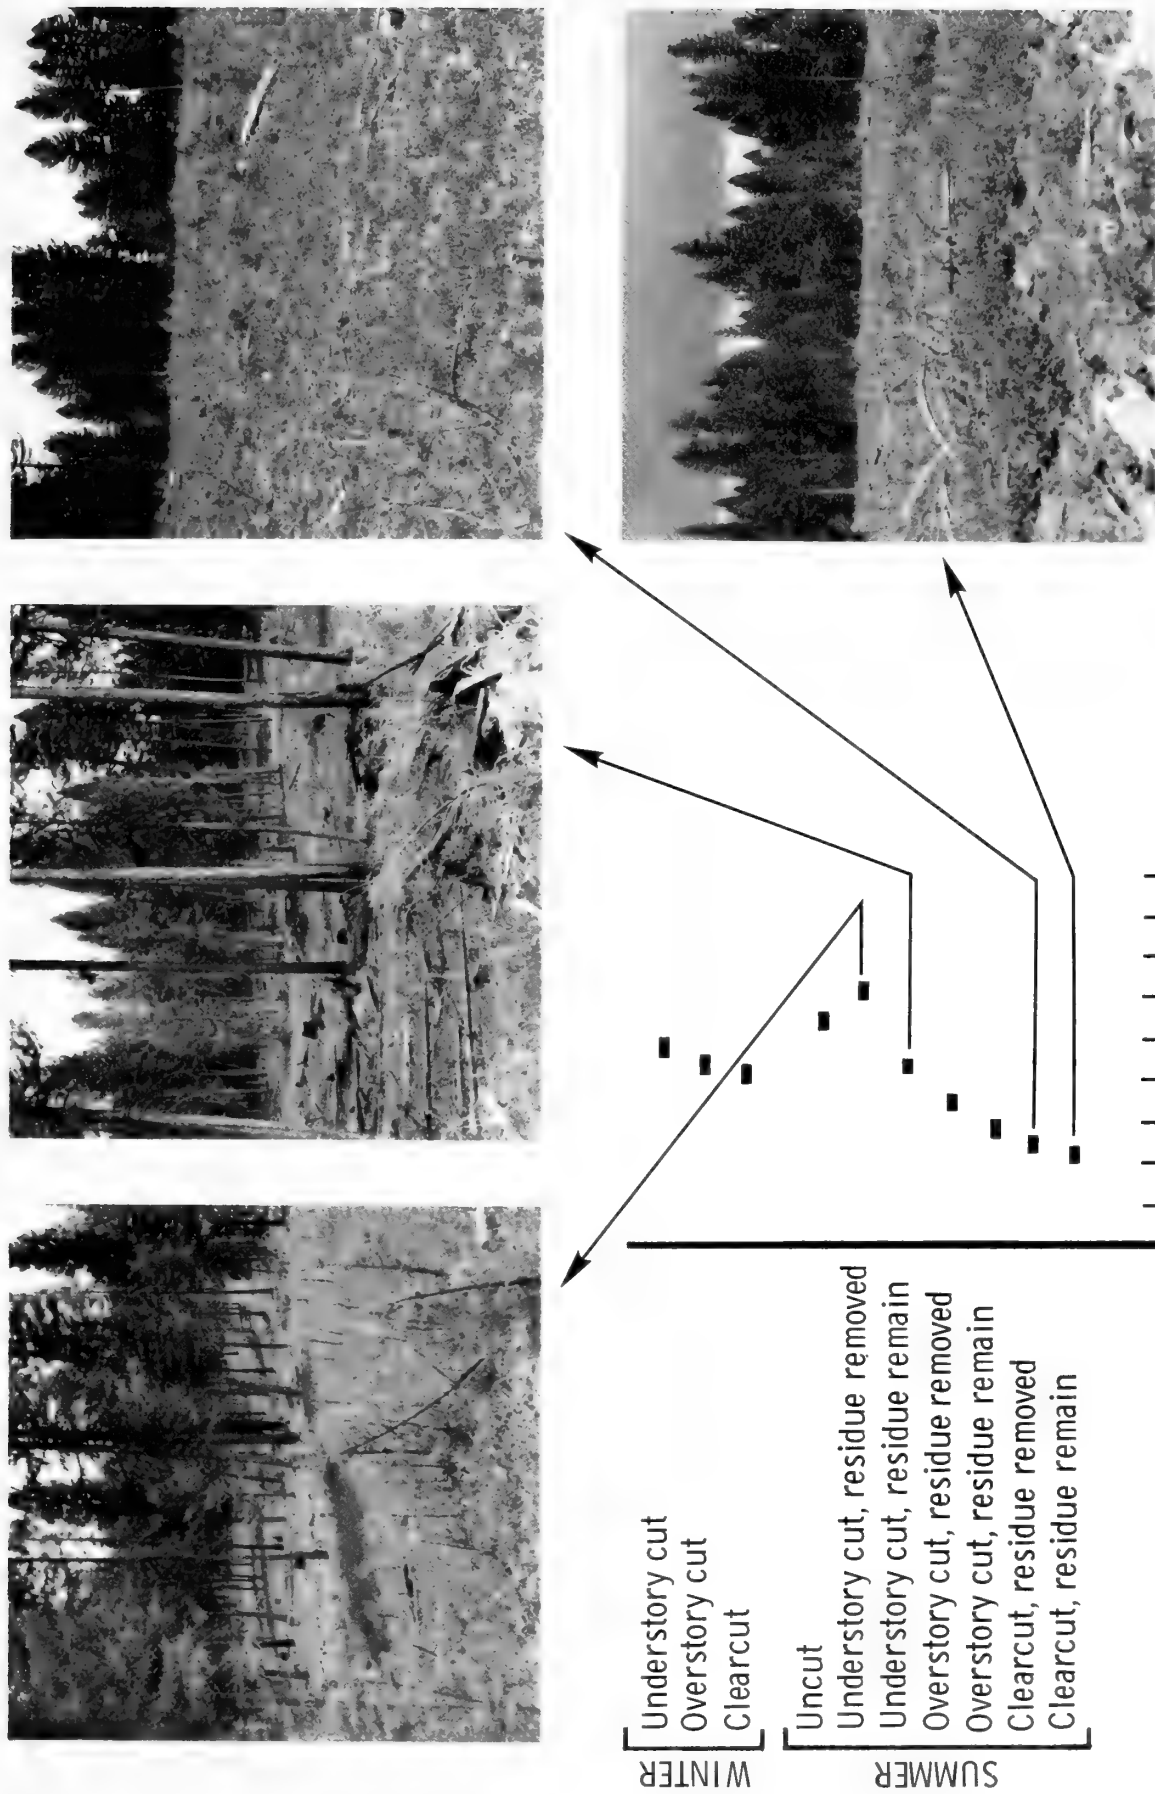 WINTER
Understory cut
Overstory cut
Clearcut
SUMMER
Uncut
Understory cut, residue removed
Understory cut, residue remain
Overstory cut, residue removed
Overstory cut, residue remain
Clearcut, residue removed
Clearcut, residue remain